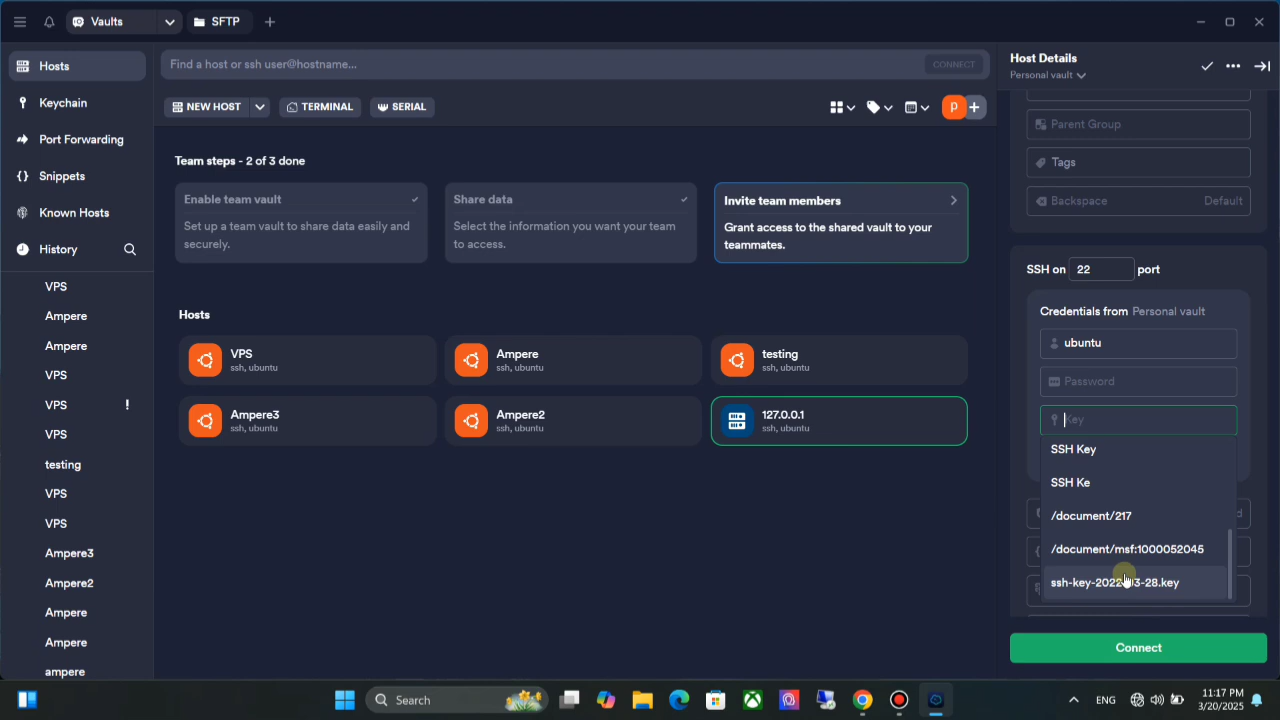 Vaults
SFTP
Hosts
Keychain
Port Forwarding
Snippets
Known Hosts
History
VPS
Ampere
Ampere
VPS
VPS !
VPS
testing
VPS
VPS
Ampere3
Ampere2
Ampere
Ampere
ampere
Find a host or ssh user@hostname...
CONNECT
NEW HOST
TERMINAL
SERIAL
P
Team steps - 2 of 3 done
Enable team vault
Set up a team vault to share data easily and
securely.
Share data
Select the information you want your team
to access.
Invite team members
Grant access to the shared vault to your
teammates.
Hosts
VPS
ssh, ubuntu
Ampere
ssh, ubuntu
testing
ssh, ubuntu
Ampere3
ssh, ubuntu
Ampere2
ssh, ubuntu
127.0.0.1
ssh, ubuntu
Host Details
Personal vault
Parent Group
Tags
Backspace Default
SSH on 22 port
Credentials from Personal vault
ubuntu
Password
Key
SSH Key
SSH Ke
/document/217
/document/msf:1000052045
Connect
Search
ENG
11:17 PM
3/20/2025